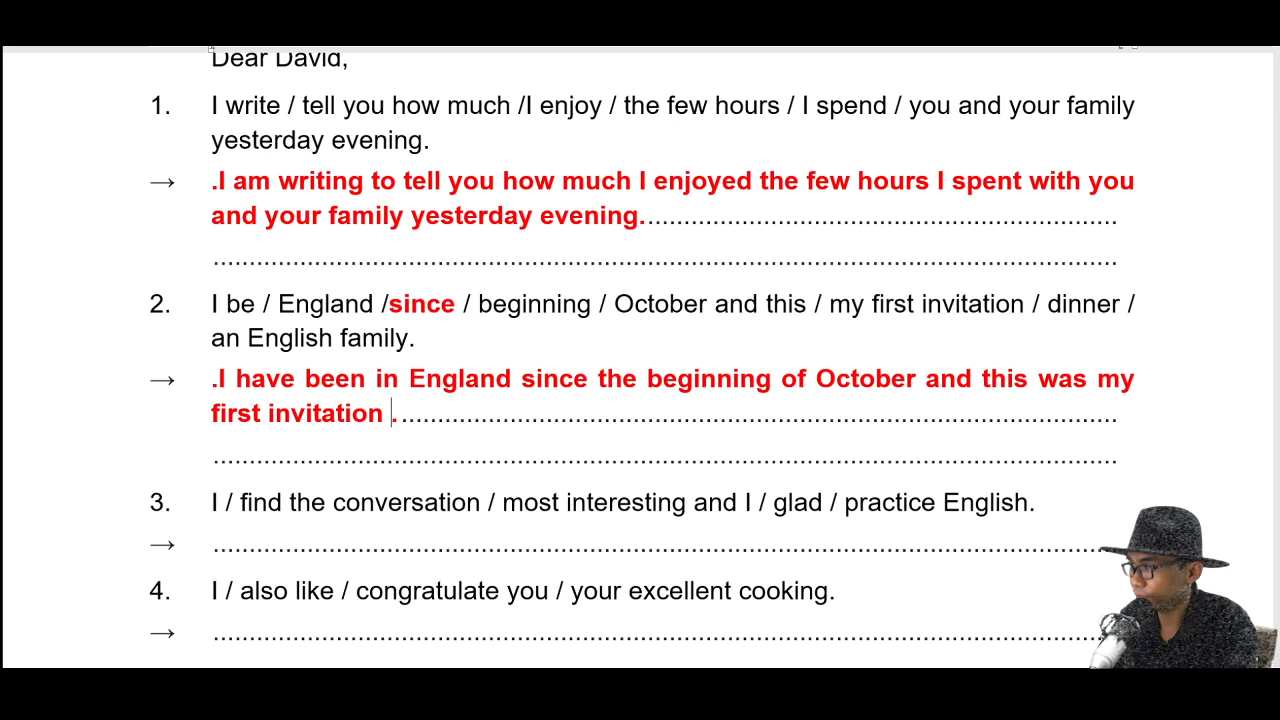 Dear David,
1. I write / tell you how much /I enjoy / the few hours / I spend / you and your family
yesterday evening.
→ .I am writing to tell you how much I enjoyed the few hours I spent with you
and your family yesterday evening...................................................................
..............................................................................................................................
2. I be / England /since / beginning / October and this / my first invitation / dinner /
an English family.
→ .I have been in England since the beginning of October and this was my
first invitation ....................................................................................................
..............................................................................................................................
3. I / find the conversation / most interesting and I / glad / practice English.
→ ..............................................................................................................................
4. I / also like / congratulate you / your excellent cooking.
→ ..............................................................................................................................